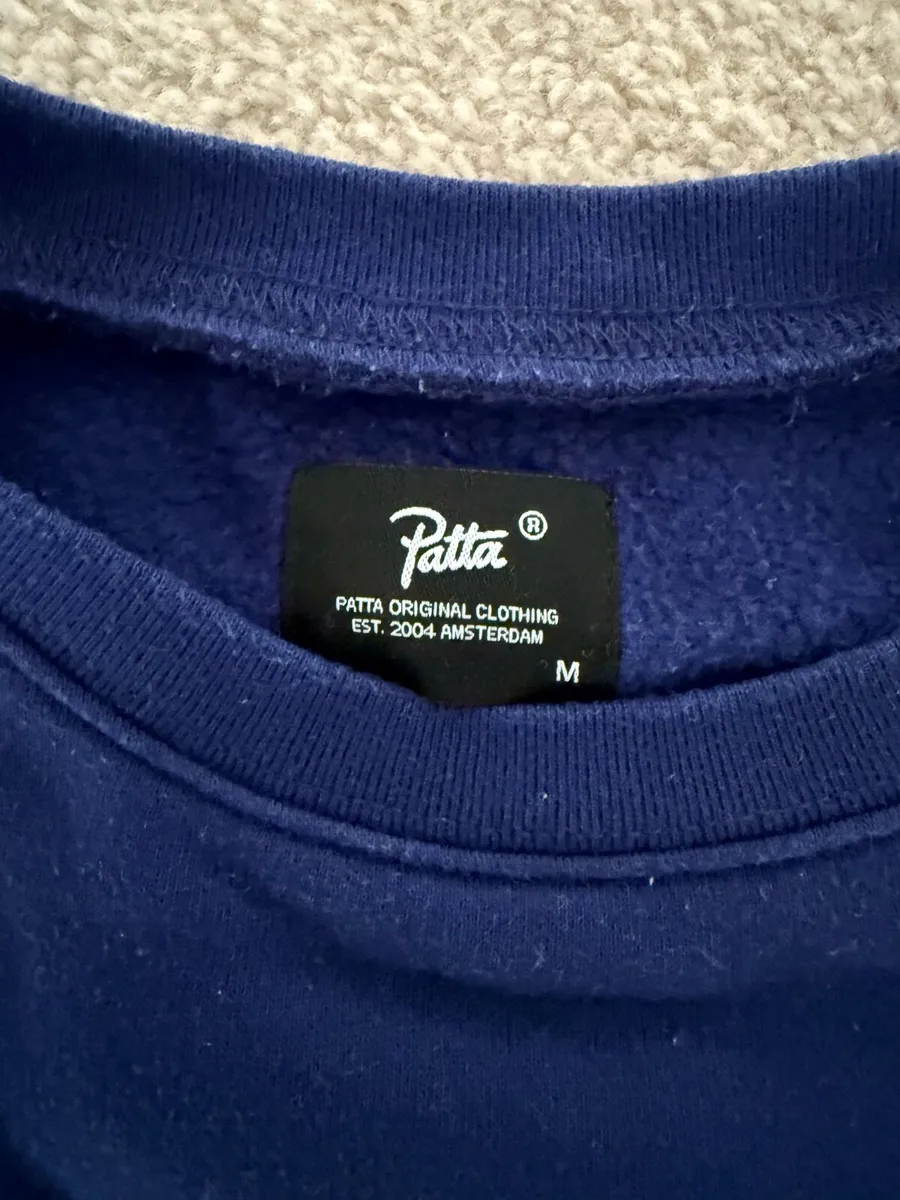 Patta ®
PATTA ORIGINAL CLOTHING
EST. 2004 AMSTERDAM
M